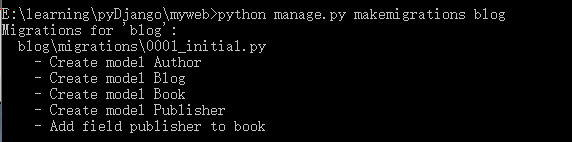 E:\learning\pyDjango\myweb>python manage.py makemigrations blog
Migrations for 'blog':
  blog\migrations\0001_initial.py
    - Create model Author
    - Create model Blog
    - Create model Book
    - Create model Publisher
    - Add field publisher to book